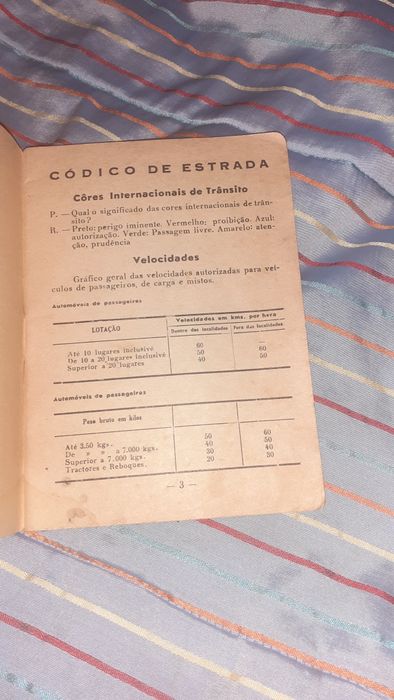 CÓDICO DE ESTRADA
Côres Internacionais de Trânsito
P. — Qual o significado das cores internacionais de trân-
sito?
R. — Preto: perigo iminente. Vermelho: proibição. Azul:
autorização. Verde: Passagem livre. Amarelo: aten-
ção, prudência
Velocidades
Gráfico geral das velocidades autorizadas para veí-
culos de passageiros, de carga e mistos.
Automóveis de passageiros
LOTAÇÃO
Velocidades em kms. por hora
Dentro das localidades Fora das localidades
Até 10 lugares inclusivé 60 —
De 10 a 20 lugares inclusivé 50 60
Superior a 20 lugares 40 50
Automóveis de passageiros
Peso bruto em kilos
Até 3.50 kgs. 50 60
De » » a 7.000 kgs. 40 50
Superior a 7.000 kgs. 30 40
Tractores e Reboques. 20 30
— 3 —